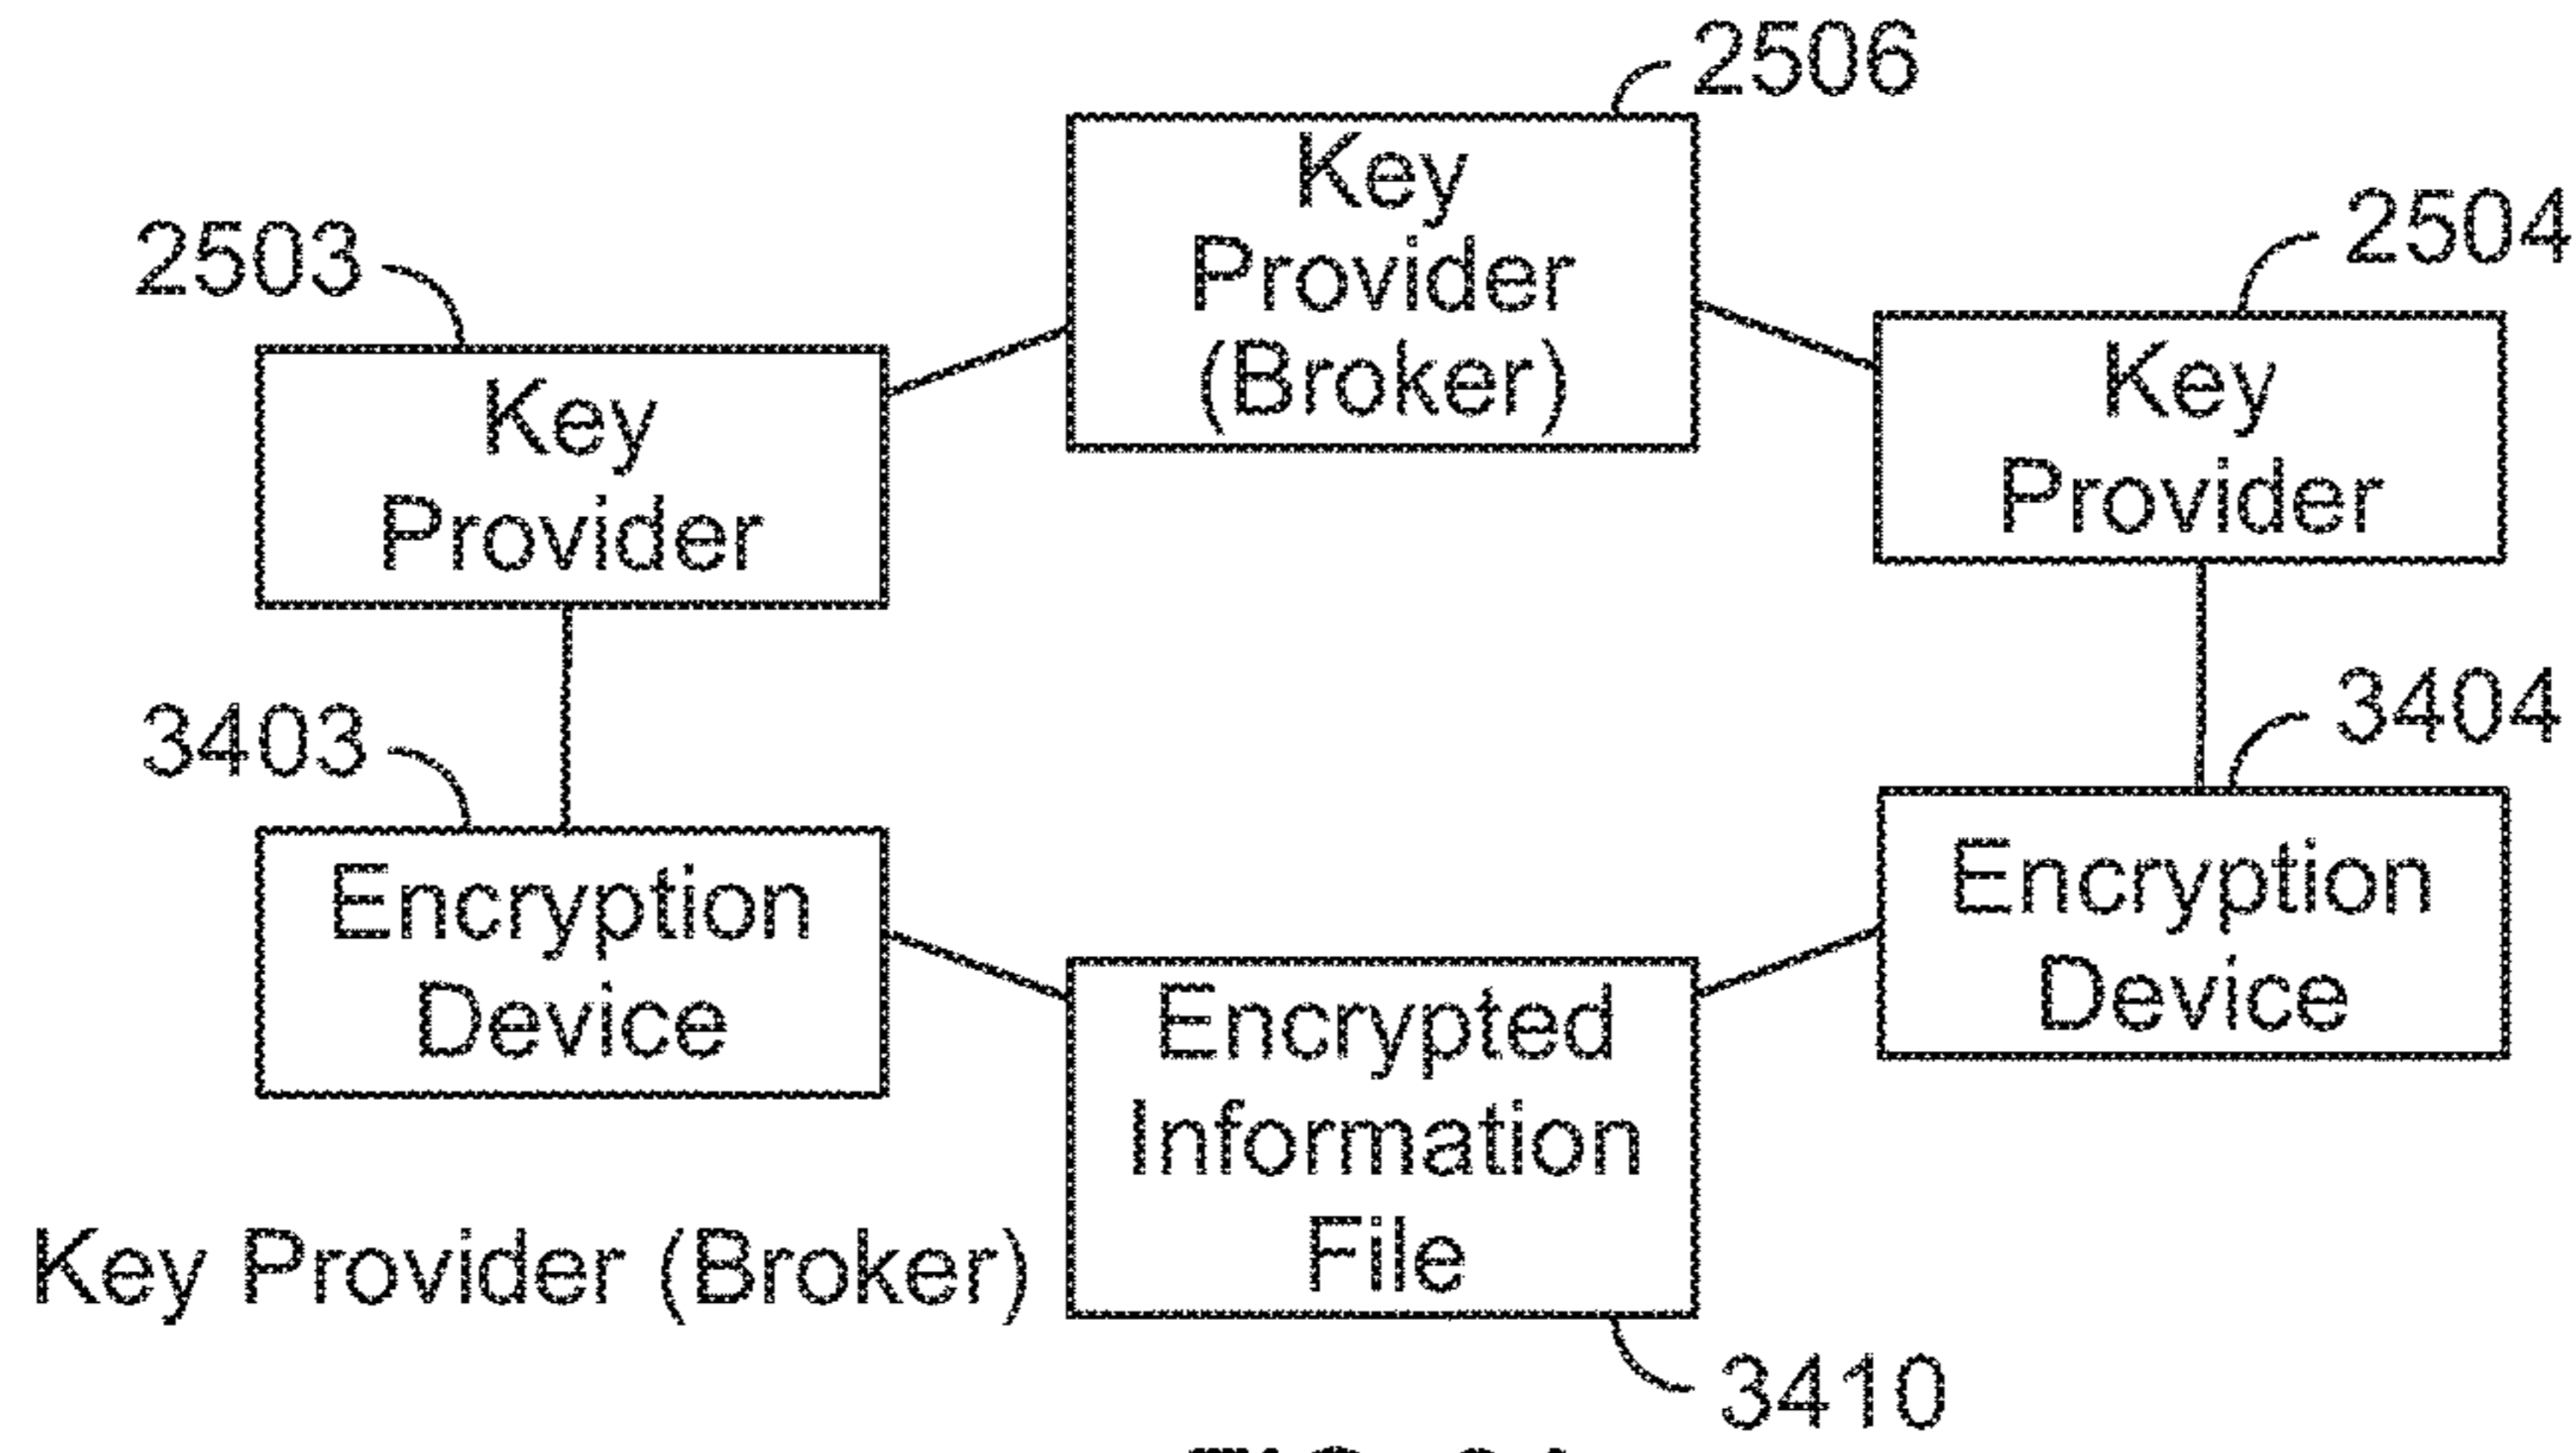 2506
Key
Provider
(Broker)
2503
Key
Provider
2504
Key
Provider
3403
Encryption
Device
3404
Encryption
Device
Encrypted
Information
File
Key Provider (Broker)
3410